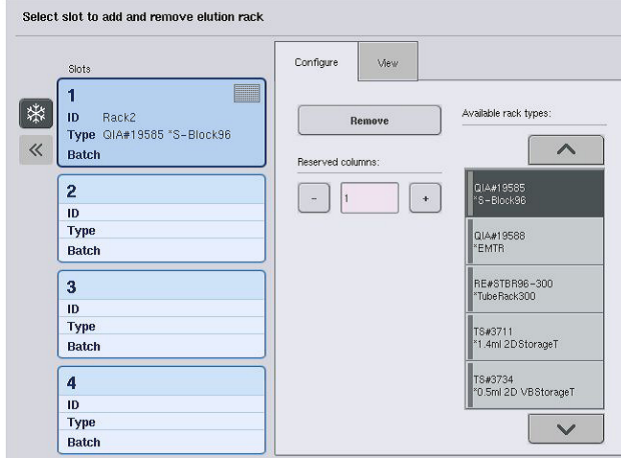 Select slot to add and remove elution rack
Slots
1
ID Rack2
Type QIA#19585 *S-Block96
Batch
2
ID
Type
Batch
3
ID
Type
Batch
4
ID
Type
Batch
Configure
View
Remove
Reserved columns:
-
1
+
Available rack types:
QIA#19585
*S-Block96
QIA#19588
*EMTR
RE#STBR96-300
*TubeRack300
TS#3711
*1.4ml 2DStorageT
TS#3734
*0.5ml 2D VBStorageT